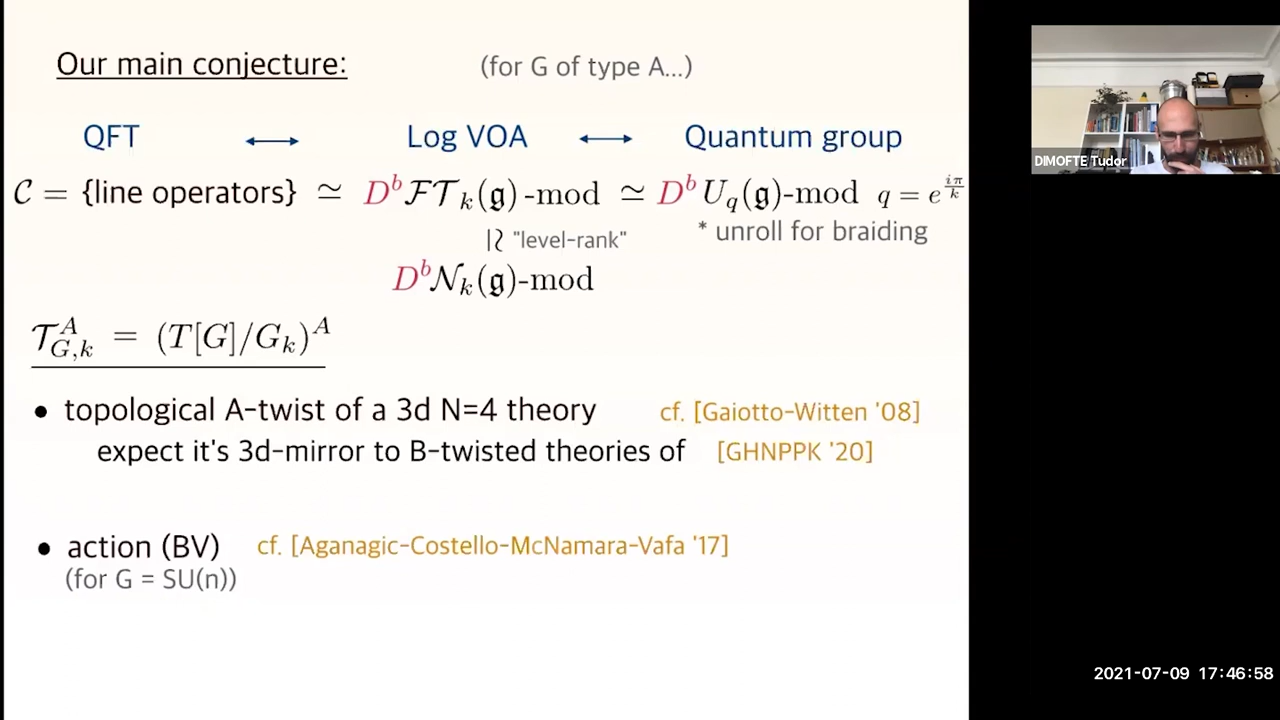 Our main conjecture: (for G of type A...)
QFT ↔ Log VOA ↔ Quantum group
𝒞 = {line operators} ≃ D^b ℱ𝒯_k(𝔤)-mod ≃ D^b U_q(𝔤)-mod q = e^{iπ/k}
≀| "level-rank" * unroll for braiding
D^b 𝒩_k(𝔤)-mod
𝒯^A_{G,k} = (T[G]/G_k)^A
• topological A-twist of a 3d N=4 theory cf. [Gaiotto-Witten '08]
expect it's 3d-mirror to B-twisted theories of [GHNPPK '20]
• action (BV) cf. [Aganagic-Costello-McNamara-Vafa '17]
(for G = SU(n))
DIMOFTE Tudor
2021-07-09 17:46:58